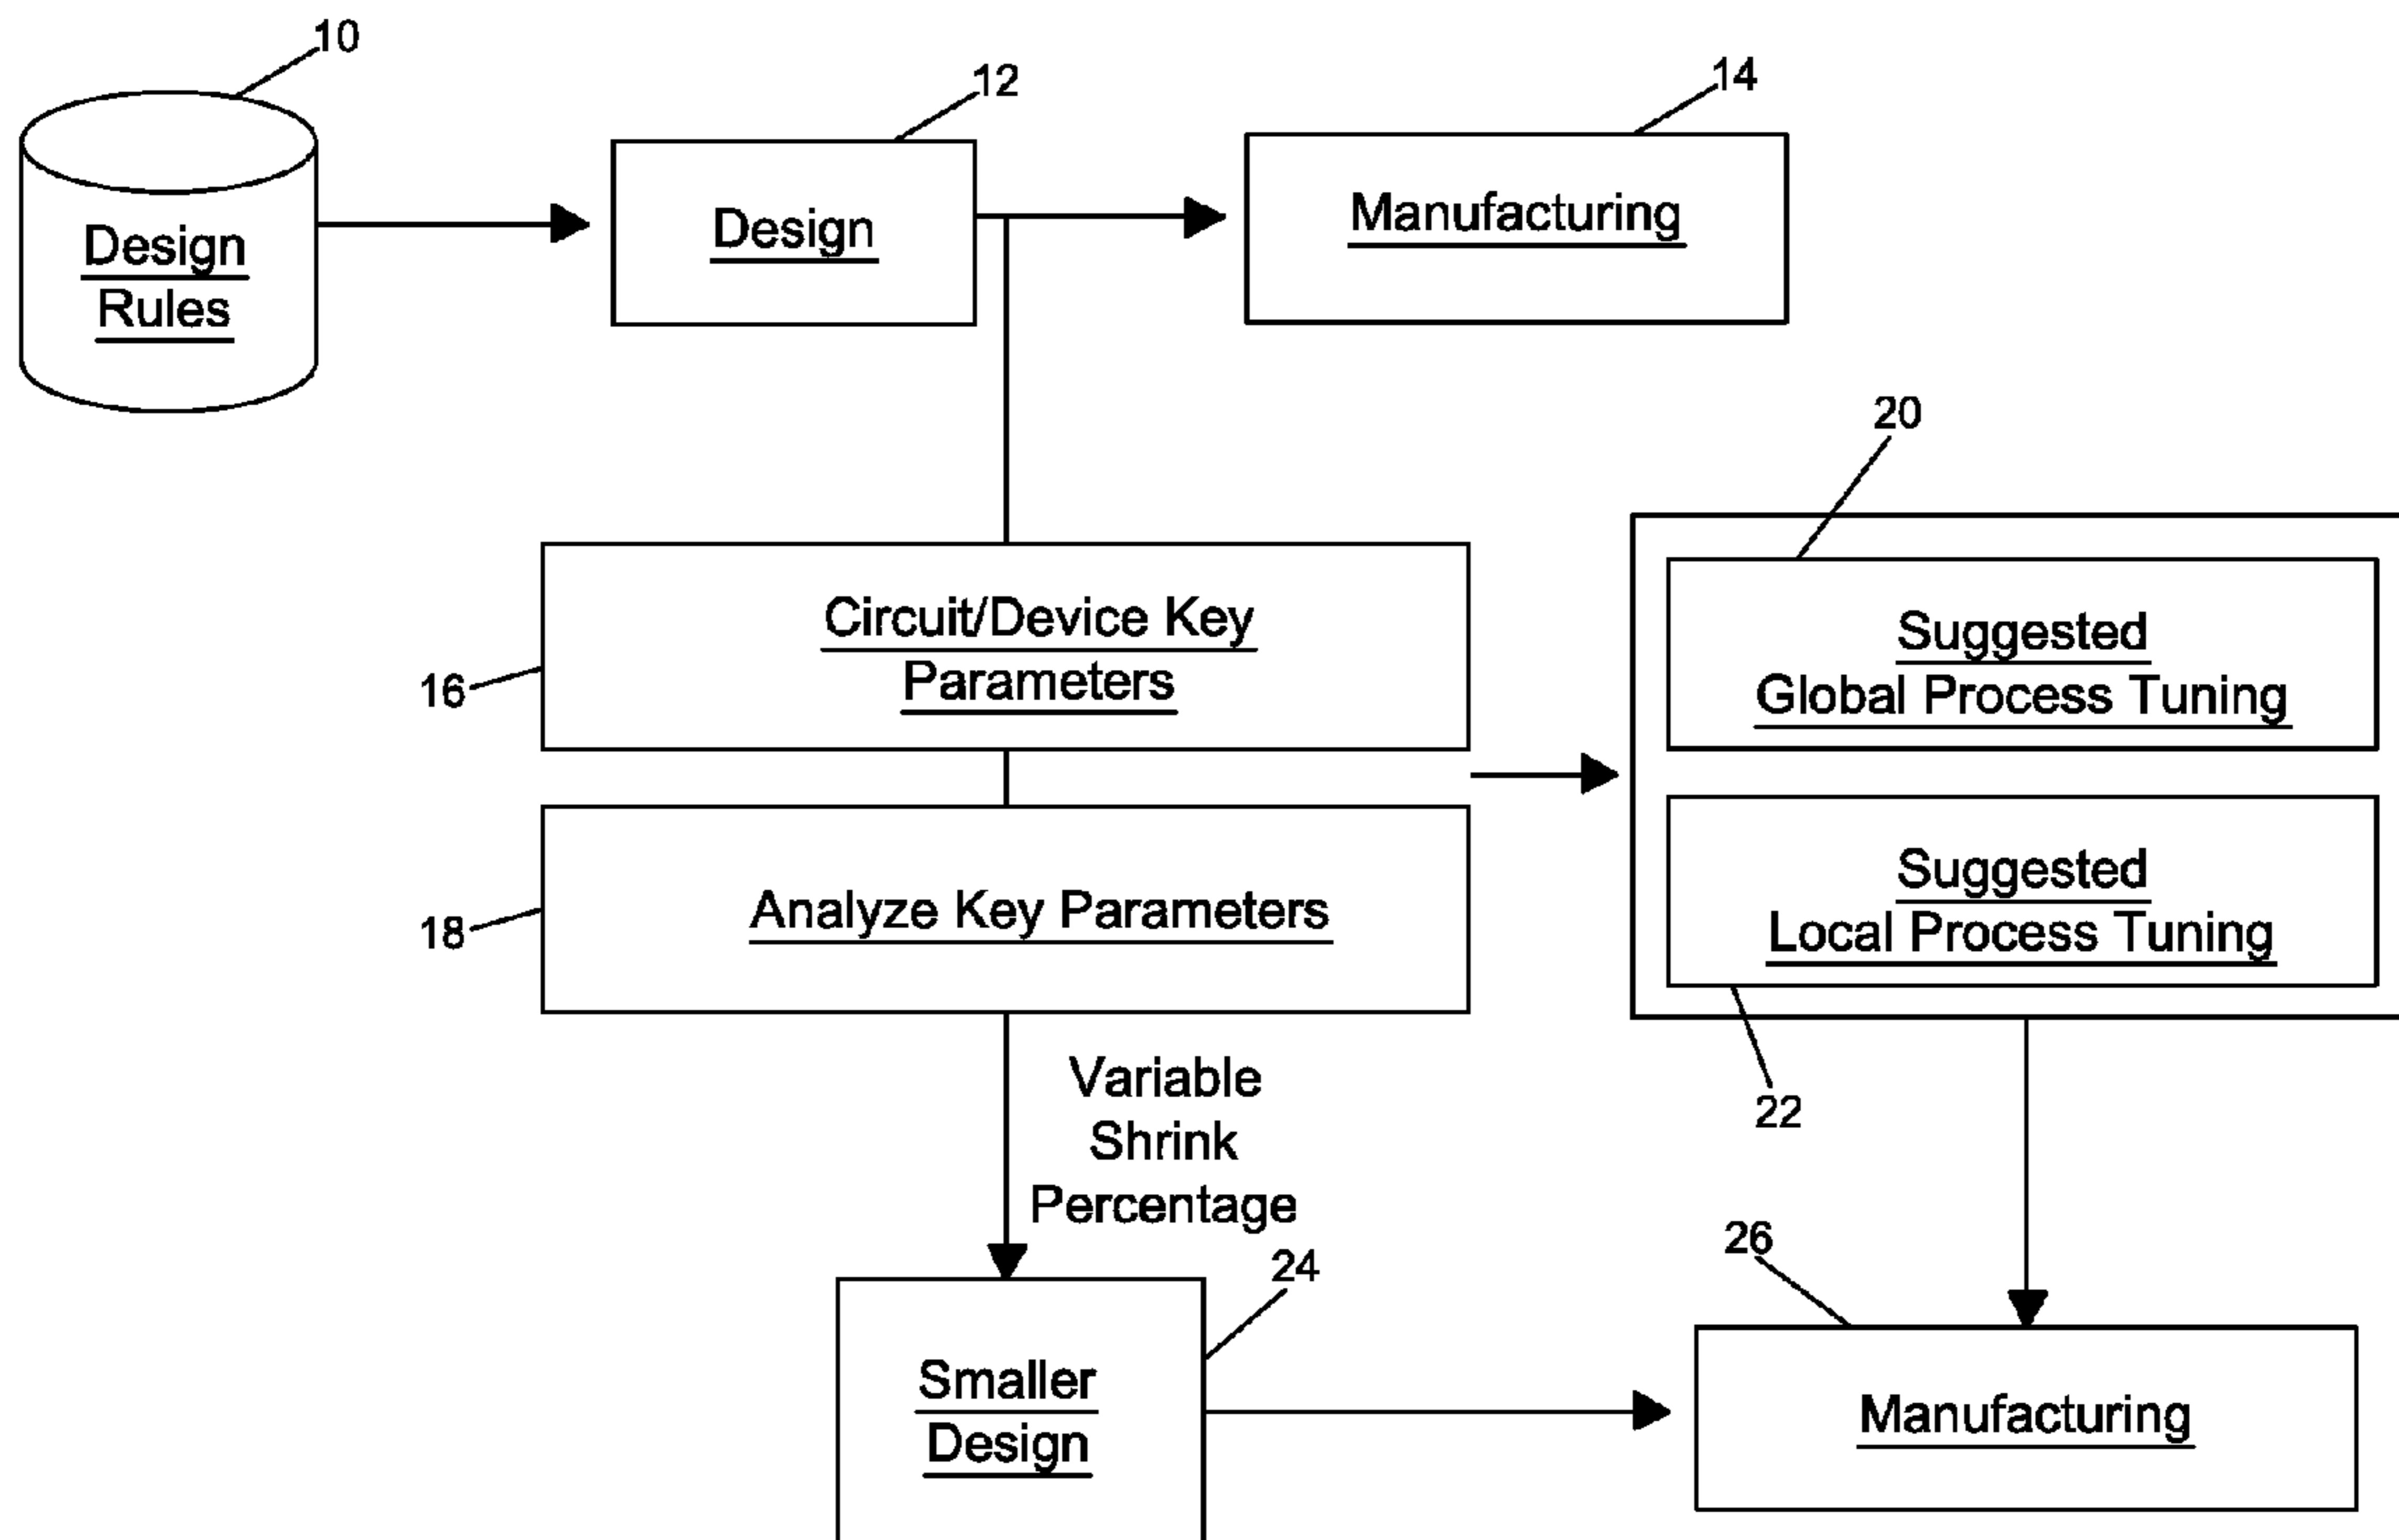 10
12
14
Design
Rules
Design
Manufacturing
20
Circuit/Device Key
Parameters
16
Suggested
Global Process Tuning
Analyze Key Parameters
18
Suggested
Local Process Tuning
22
Variable
Shrink
Percentage
24
26
Smaller
Design
Manufacturing